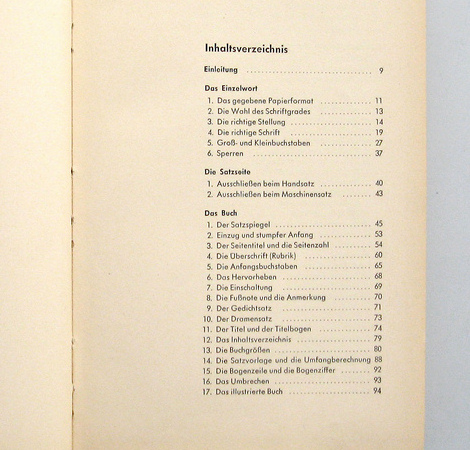 Inhaltsverzeichnis
Einleitung .......................... 9
Das Einzelwort
1. Das gegebene Papierformat ............ 11
2. Die Wahl des Schriftgrades ............ 13
3. Die richtige Stellung .................. 14
4. Die richtige Schrift .................. 19
5. Groß- und Kleinbuchstaben ............ 27
6. Sperren .......................... 37
Die Satzseite
1. Ausschließen beim Handsatz ............ 40
2. Ausschließen beim Maschinensatz ........ 43
Das Buch
1. Der Satzspiegel ...................... 45
2. Einzug und stumpfer Anfang ............ 53
3. Der Seitentitel und die Seitenzahl ........ 54
4. Die Überschrift (Rubrik) ................ 60
5. Die Anfangsbuchstaben ................ 65
6. Das Hervorheben ...................... 68
7. Die Einschaltung ...................... 69
8. Die Fußnote und die Anmerkung ........ 70
9. Der Gedichtsatz ...................... 71
10. Der Dramensatz ...................... 73
11. Der Titel und der Titelbogen ............ 74
12. Das Inhaltsverzeichnis ................ 79
13. Die Buchgrößen ...................... 80
14. Die Satzvorlage und die Umfangberechnung 88
15. Die Bogenzeile und die Bogenziffer ...... 92
16. Das Umbrechen ...................... 93
17. Das illustrierte Buch .................. 94